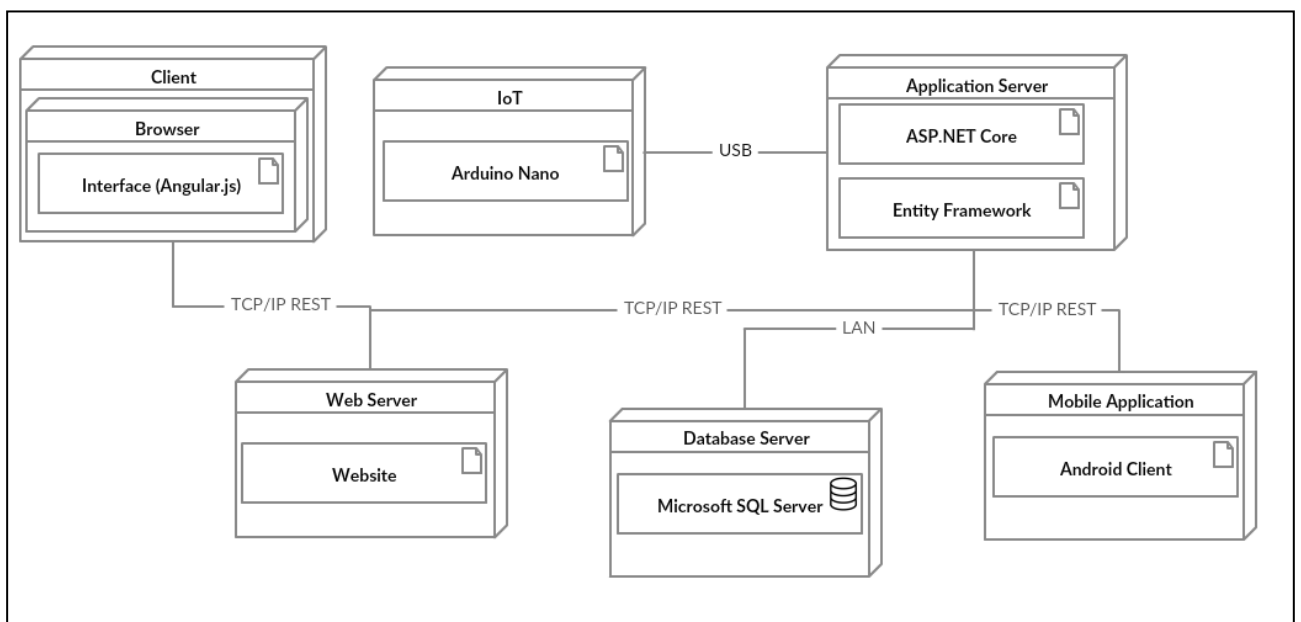 Client
Browser
Interface (Angular.js)
IoT
Arduino Nano
USB
Application Server
ASP.NET Core
Entity Framework
TCP/IP REST
TCP/IP REST
TCP/IP REST
LAN
Web Server
Website
Database Server
Microsoft SQL Server
Mobile Application
Android Client